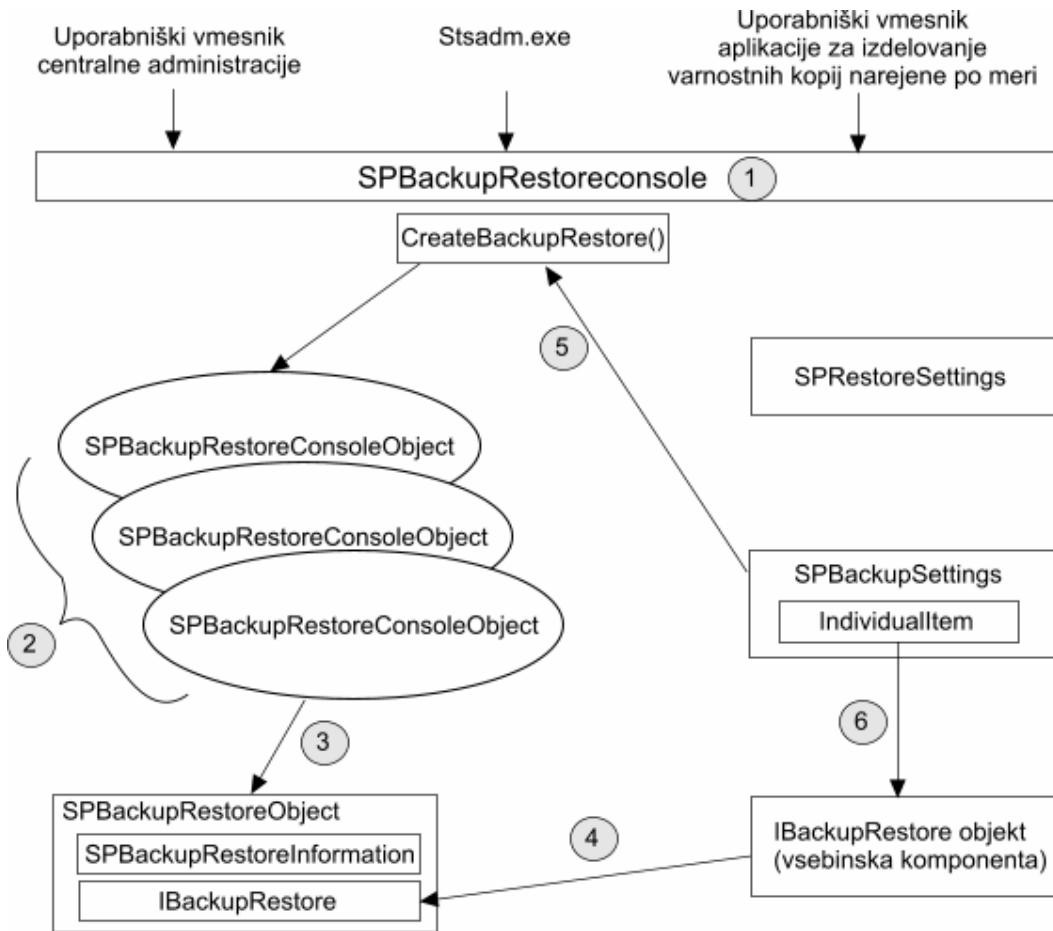 Uporabniški vmesnik
centralne administracije
Stsadm.exe
Uporabniški vmesnik
aplikacije za izdelovanje
varnostnih kopij narejene po meri
SPBackupRestoreconsole
1
CreateBackupRestore()
5
SPRestoreSettings
SPBackupRestoreConsoleObject
SPBackupRestoreConsoleObject
SPBackupRestoreConsoleObject
2
SPBackupSettings
IndividualItem
3
6
SPBackupRestoreObject
SPBackupRestoreInformation
IBackupRestore
4
IBackupRestore objekt
(vsebinska komponenta)